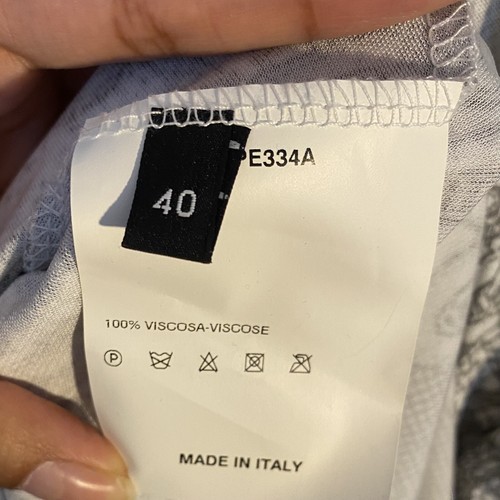 PE334A
40
100% VISCOSA-VISCOSE
P
MADE IN ITALY